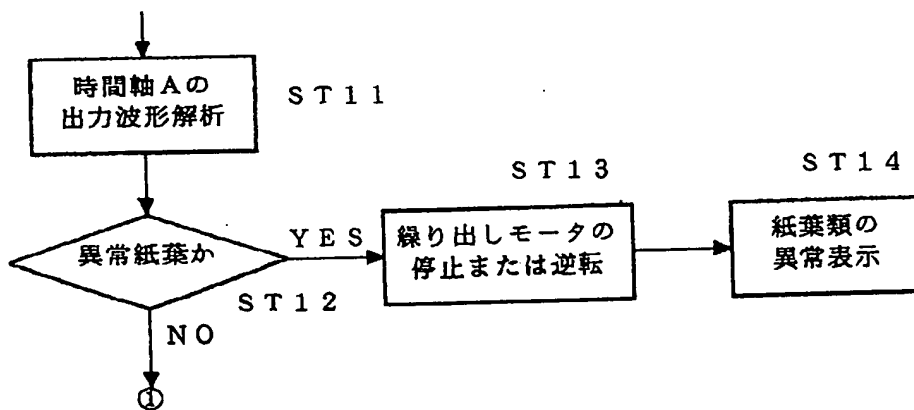 時間軸Aの
出力波形解析
ST11
異常紙葉か
YES
ST12
NO
①
ST13
繰り出しモータの
停止または逆転
ST14
紙葉類の
異常表示